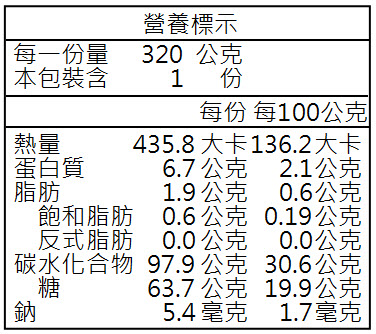 營養標示
每一份量 320 公克
本包裝含 1 份
每份 每100公克
熱量 435.8 大卡 136.2 大卡
蛋白質 6.7 公克 2.1 公克
脂肪 1.9 公克 0.6 公克
飽和脂肪 0.6 公克 0.19 公克
反式脂肪 0.0 公克 0.0 公克
碳水化合物 97.9 公克 30.6 公克
糖 63.7 公克 19.9 公克
鈉 5.4 毫克 1.7 毫克